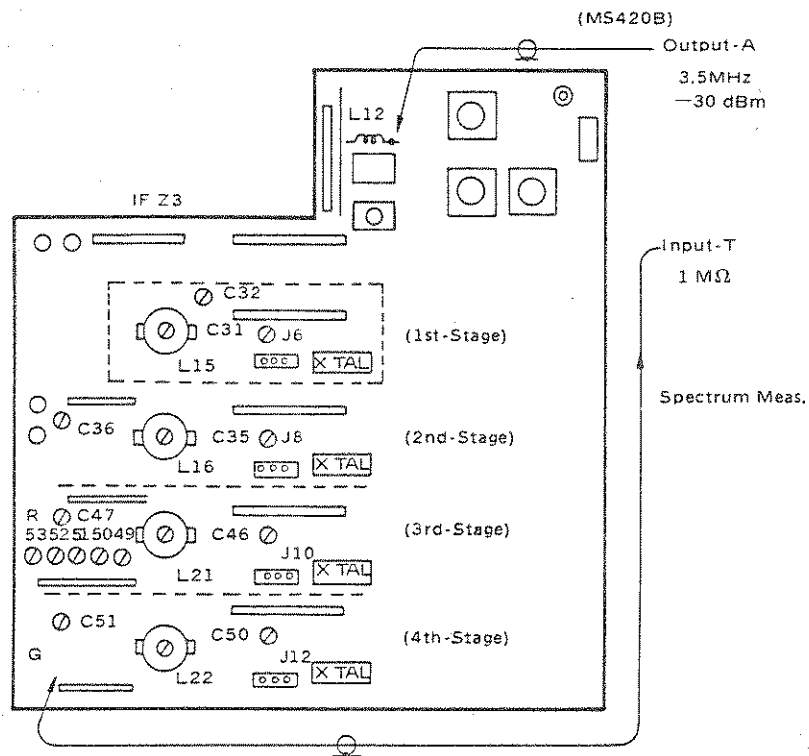 (MS420B)
Output-A
3.5MHz
—30 dBm
L12
IF Z3
Input-T
1 MΩ
C32
C31
J6
(1st-Stage)
L15
X TAL
Spectrum Meas.
C36
C35
J8
(2nd-Stage)
L16
X TAL
R
C47
5352515049
C46
(3rd-Stage)
J10
L21
X TAL
C51
C50
(4th-Stage)
G
J12
L22
X TAL